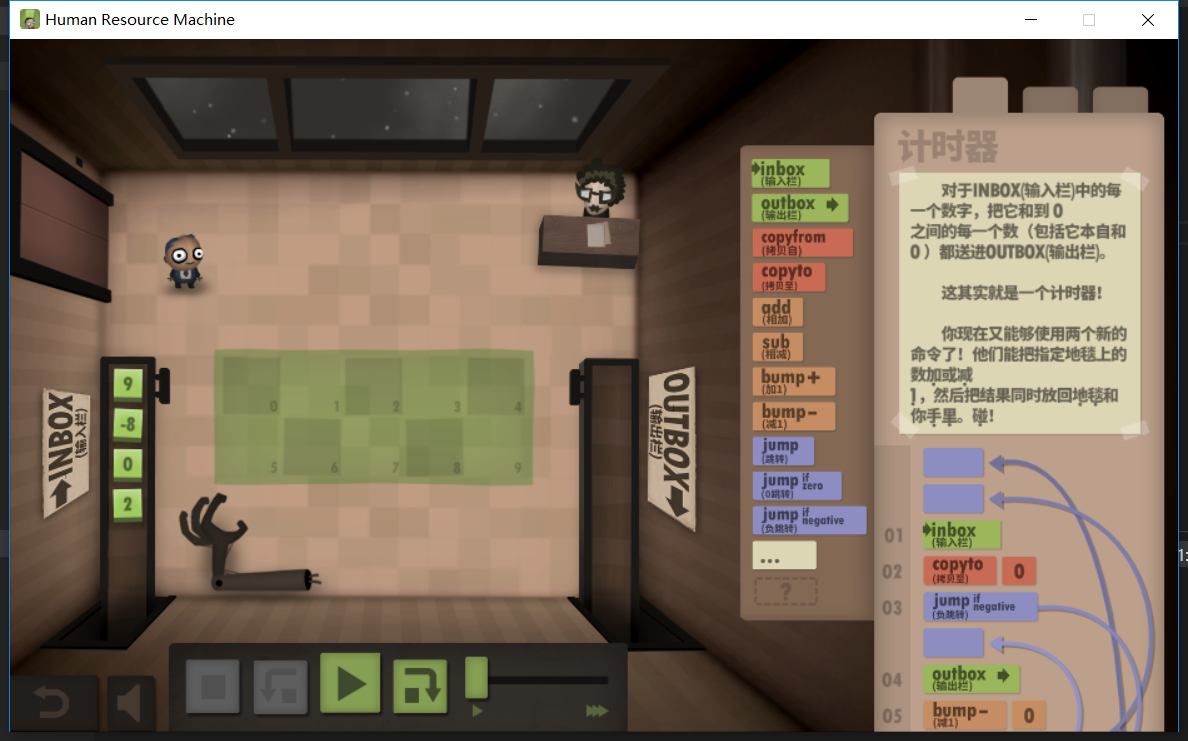 Human Resource Machine
计时器
对于INBOX(输入栏)中的每
一个数字，把它和到 0
之间的每一个数（包括它本自和
0 ）都送进OUTBOX(输出栏)。
这其实就是一个计时器！
你现在又能够使用两个新的
命令了！他们能把指定地毯上的
数加或减
1，然后把结果同时放回地毯和
你手里。碰！
inbox
(输入栏)
outbox
(输出栏)
copyfrom
(拷贝自)
copyto
(拷贝至)
add
(相加)
sub
(相减)
bump+
(加1)
bump-
(减1)
jump
(跳转)
jump if zero
(0跳转)
jump if negative
(负跳转)
...
?
INBOX
(输入栏)
9
-8
0
2
0 1 2 3 4
5 6 7 8 9
OUTBOX
(输出栏)
01 inbox
(输入栏)
02 copyto 0
(拷贝至)
03 jump if negative
(负跳转)
04 outbox
(输出栏)
05 bump- 0
(减1)
1: